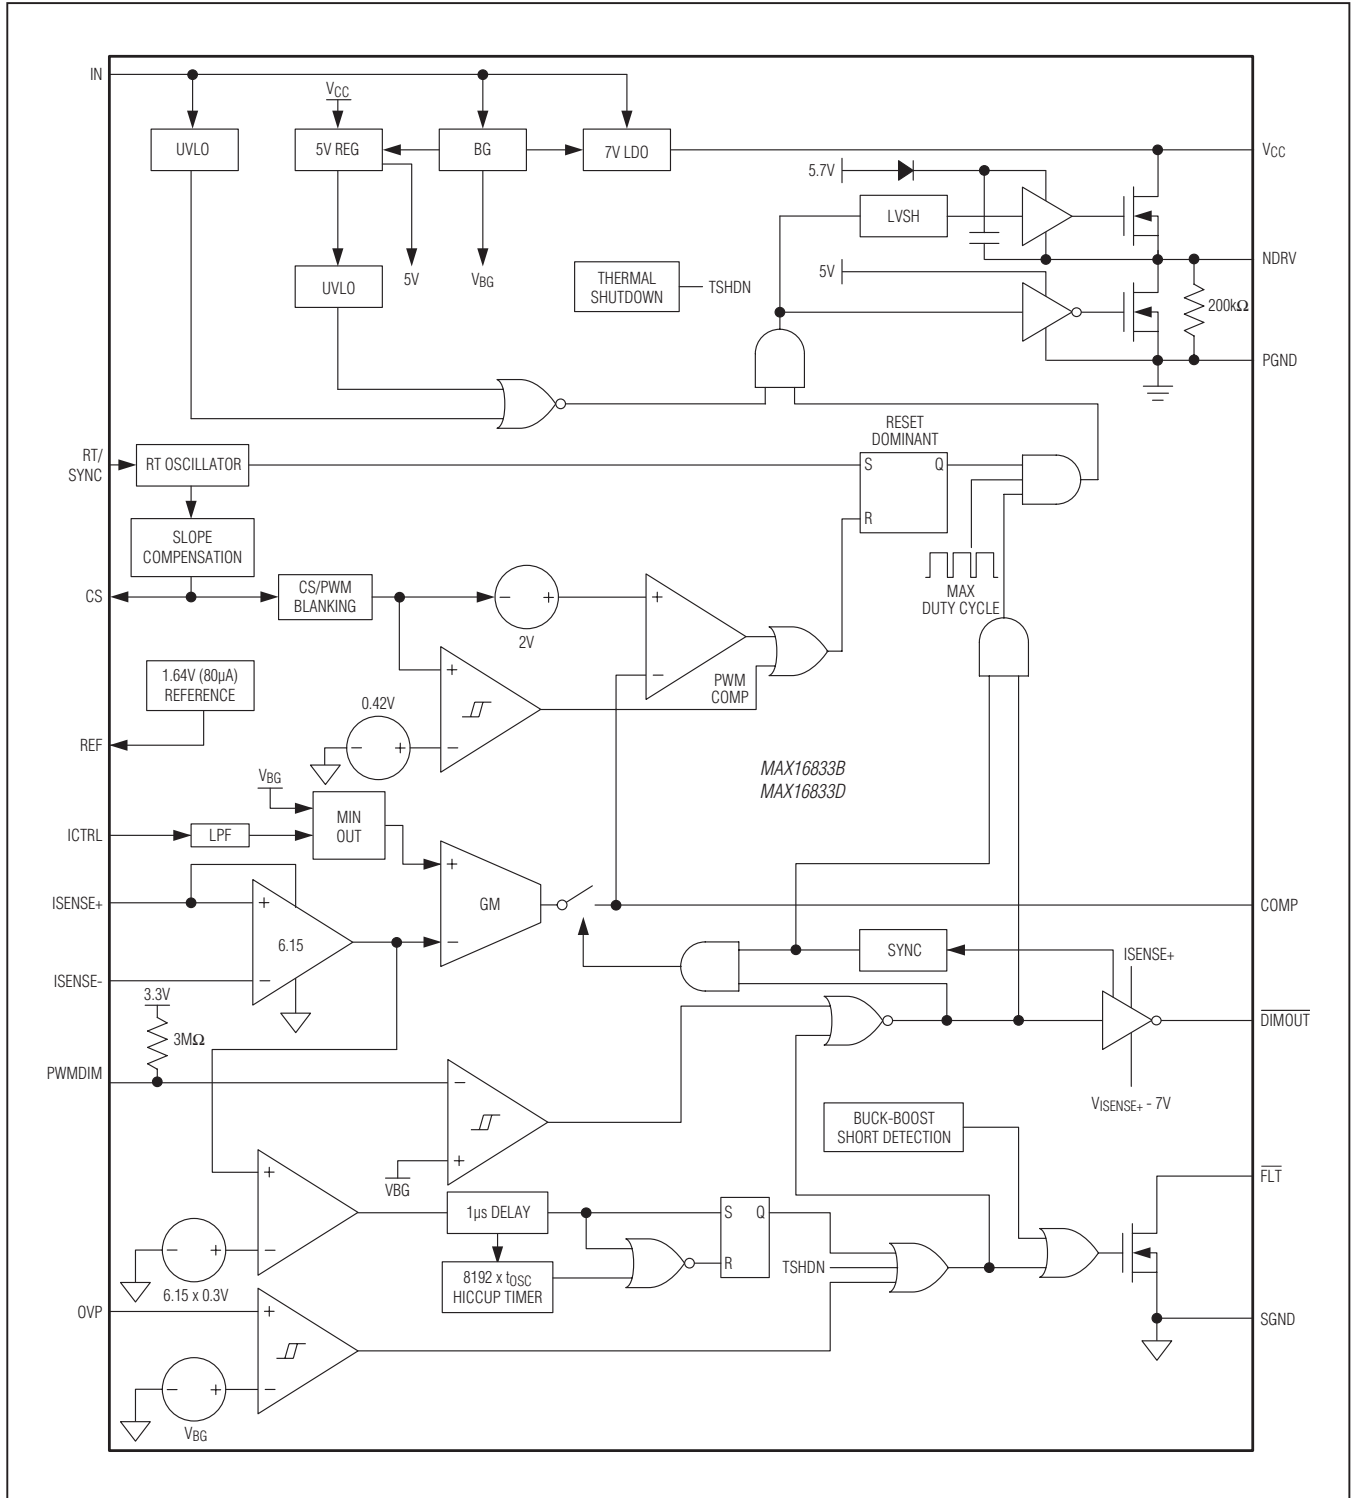 IN
VCC
UVLO
5V REG
BG
7V LDO
VCC
5.7V
LVSH
UVLO
5V
VBG
THERMAL
SHUTDOWN
TSHDN
5V
NDRV
200kΩ
PGND
RT/
SYNC
RT OSCILLATOR
RESET
DOMINANT
S
Q
R
SLOPE
COMPENSATION
CS
CS/PWM
BLANKING
-
+
2V
+
-
MAX
DUTY CYCLE
1.64V (80µA)
REFERENCE
+
-
PWM
COMP
0.42V
-
+
REF
MAX16833B
MAX16833D
VBG
ICTRL
LPF
MIN
OUT
+
GM
-
ISENSE+
+
6.15
-
COMP
ISENSE-
SYNC
ISENSE+
3.3V
3MΩ
DIMOUT
PWMDIM
-
+
VBG
VISENSE+ - 7V
BUCK-BOOST
SHORT DETECTION
+
-
FLT
1µs DELAY
S
Q
R
8192 x tOSC
HICCUP TIMER
TSHDN
-
+
6.15 x 0.3V
OVP
+
-
SGND
-
+
VBG